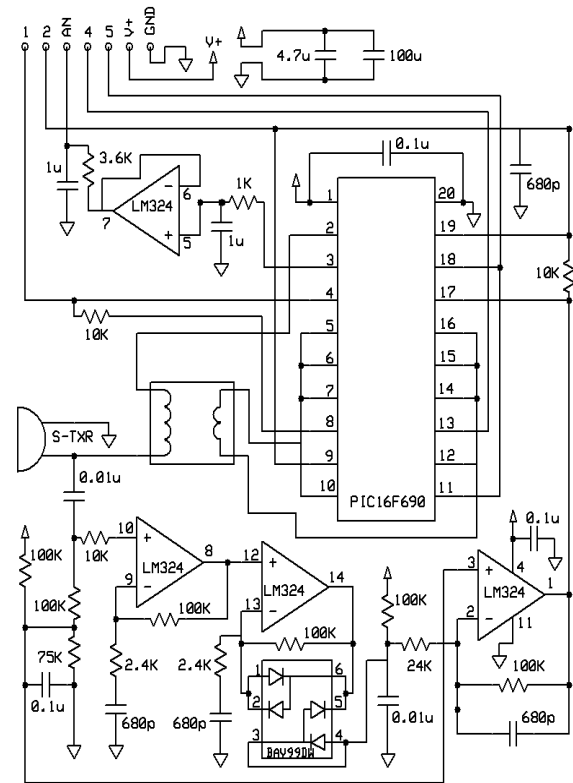 1 2 AN 4 5 V+ GND
V+
4.7u 100u
3.6K
1u
LM324
6
7
5
1K
1u
0.1u
680p
1 20
2 19
3 18
4 17
5 16
6 15
7 14
8 13
9 12
10 11
PIC16F690
10K
10K
S-TXR
0.01u
100K
10K
10
9
8
LM324
100K
12
13
14
LM324
100K
100K
75K
0.1u
2.4K
680p
2.4K
680p
1 6
2 5
3 4
BAV99DW
100K
24K
0.01u
0.1u
3
4
LM324
1
2
11
100K
680p